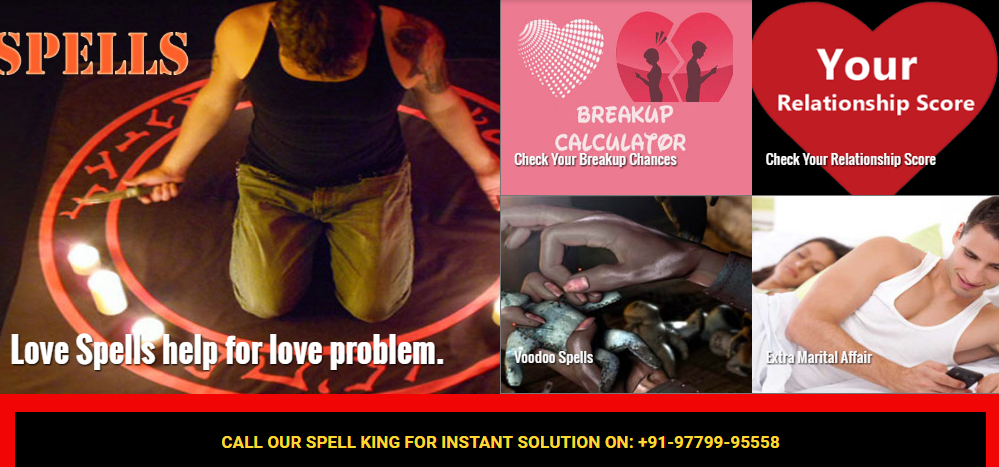 SPELLS
Love Spells help for love problem.
BREAKUP
CALCULATOR
Check Your Breakup Chances
Your
Relationship Score
Check Your Relationship Score
Voodoo Spells
Extra Marital Affair
CALL OUR SPELL KING FOR INSTANT SOLUTION ON: +91-97799-95558